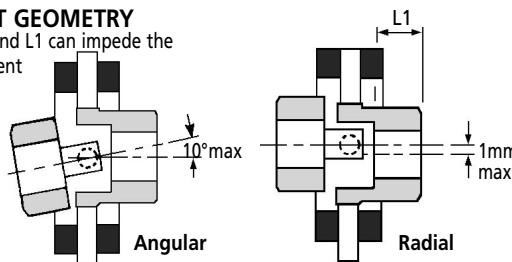 T GEOMETRY
nd L1 can impede the
ent
L1
10°max
1mm
max
Angular
Radial